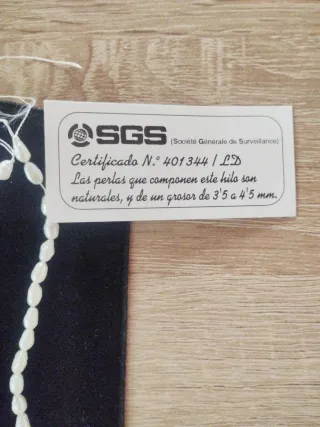 SGS (Société Générale de Surveillance)
Certificado N.° 401344 / LD
Las perlas que componen este hilo son
naturales, y de un grosor de 3'5 a 4'5 mm.